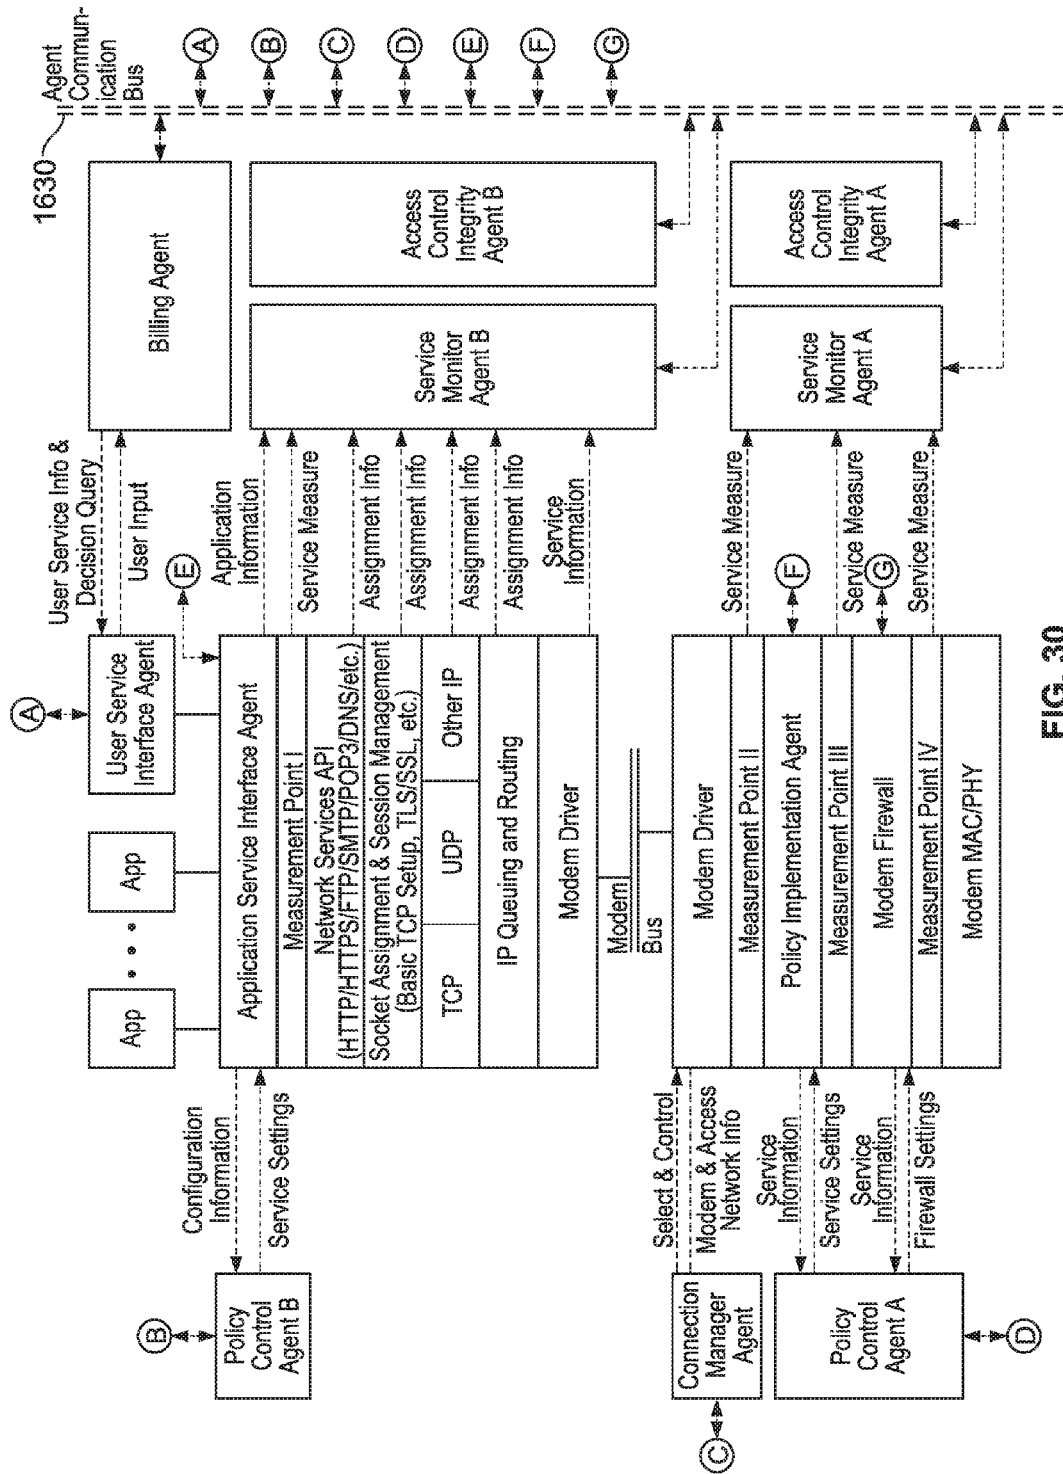 Agent
Commun-
ication
Bus
1630
A
B
C
D
E
F
G
Billing Agent
Access
Control
Integrity
Agent B
Access
Control
Integrity
Agent A
Service
Monitor
Agent B
Service
Monitor
Agent A
User Service Info &
Decision Query
User Input
E
Application
Information
Service Measure
Assignment Info
Assignment Info
Assignment Info
Assignment Info
Service
Information
Service Measure
F
Service Measure
G
Service Measure
A
User Service
Interface Agent
App
App
Application Service Interface Agent
Measurement Point I
Network Services API
(HTTP/HTTPS/FTP/SMTP/POP3/DNS/etc.)
Socket Assignment & Session Management
(Basic TCP Setup, TLS/SSL, etc.)
TCP
UDP
Other IP
IP Queuing and Routing
Modem Driver
Modem
Bus
Modem Driver
Measurement Point II
Policy Implementation Agent
Measurement Point III
Modem Firewall
Measurement Point IV
Modem MAC/PHY
Configuration
Information
Service Settings
Select & Control
Modem & Access
Network Info
Service
Information
Service Settings
Service
Information
Firewall Settings
B
Policy
Control
Agent B
Connection
Manager
Agent
C
Policy
Control
Agent A
D
FIG. 30